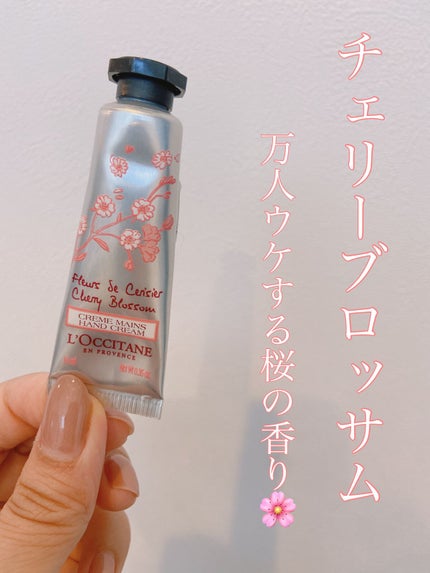 チェリーブロッサム
万人ウケする桜の香り🌸
Fleurs de Cerisier
Cherry Blossom
CREME MAINS
HAND CREAM
L'OCCITANE
EN PROVENCE